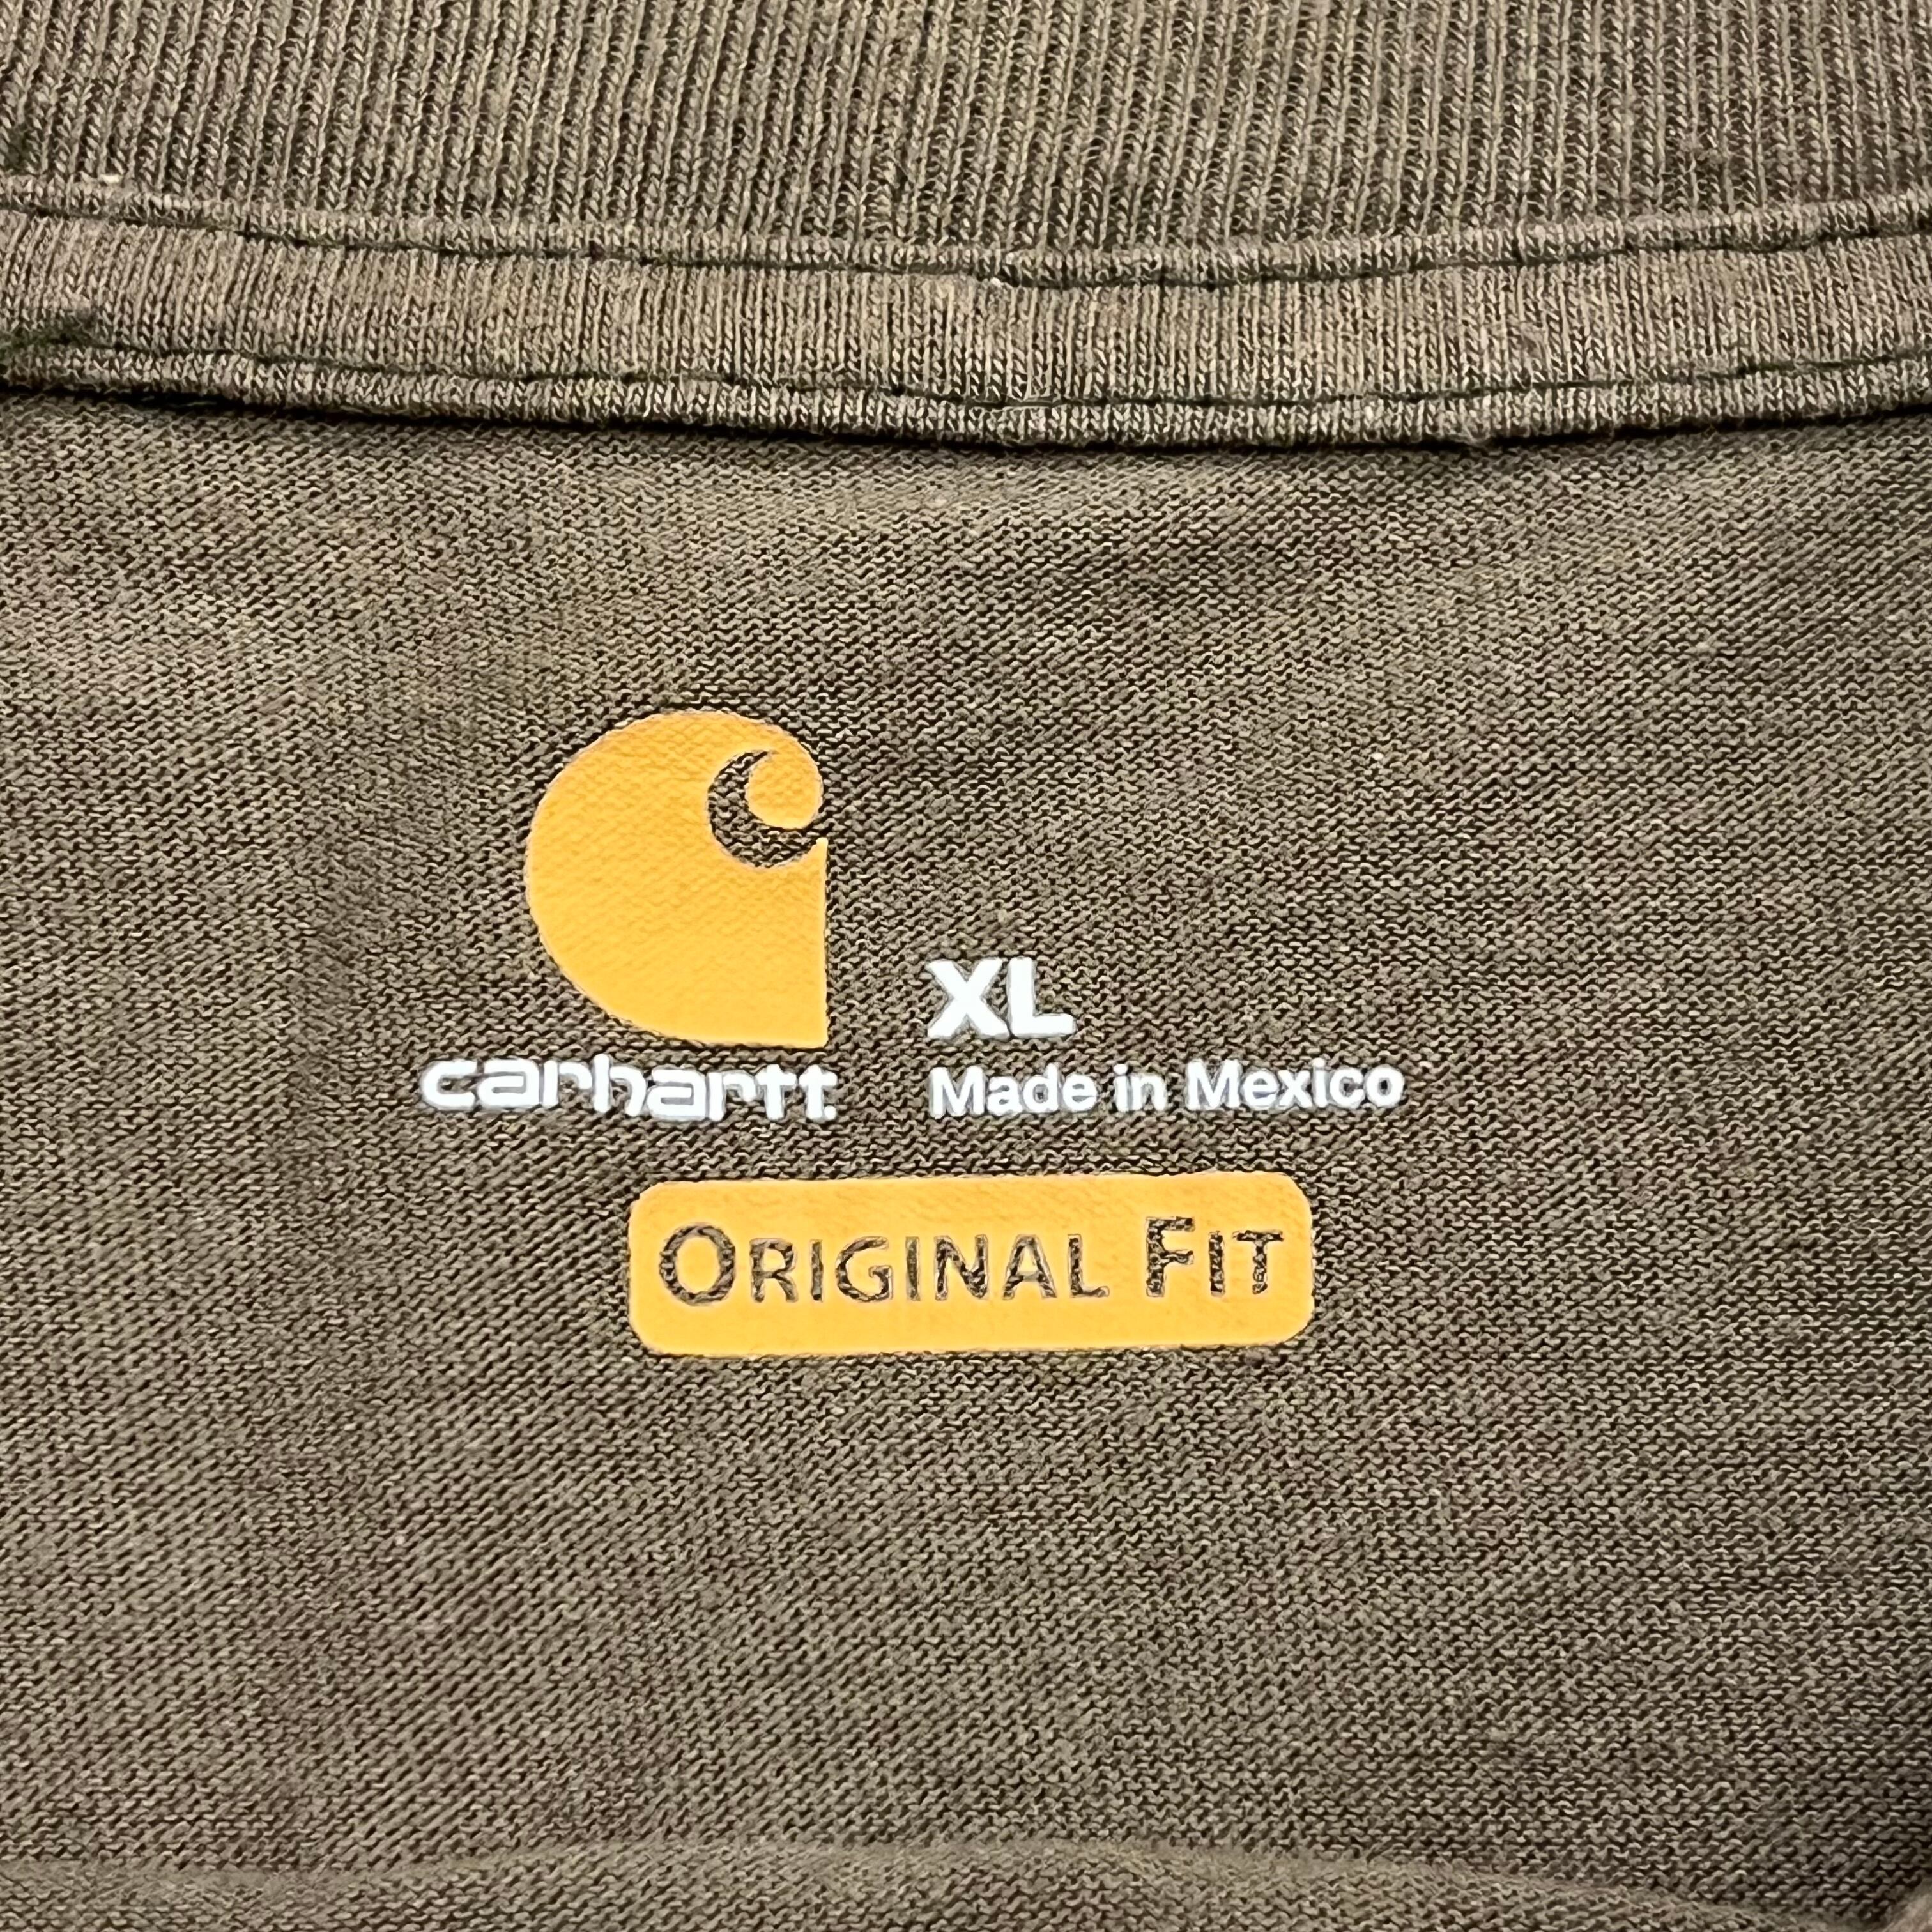 XL
carhartt.
Made in Mexico
ORIGINAL FIT